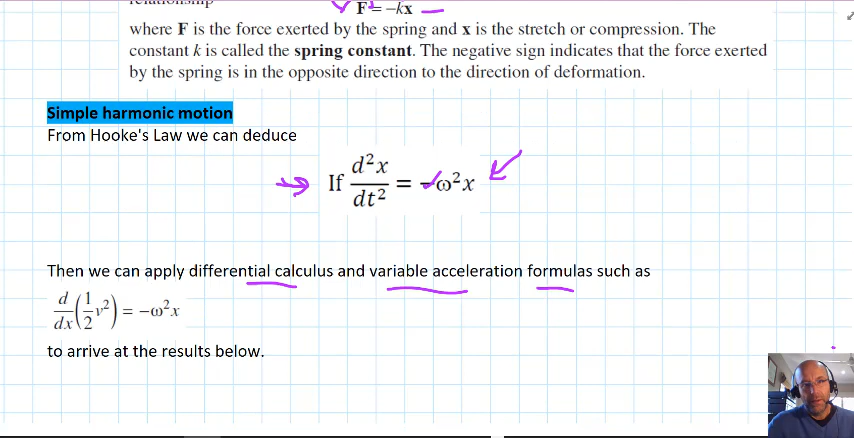 relationship
F = −kx
where F is the force exerted by the spring and x is the stretch or compression. The
constant k is called the spring constant. The negative sign indicates that the force exerted
by the spring is in the opposite direction to the direction of deformation.
Simple harmonic motion
From Hooke's Law we can deduce
If d²x/dt² = −ω²x
Then we can apply differential calculus and variable acceleration formulas such as
d/dx(1/2 v²) = −ω²x
to arrive at the results below.